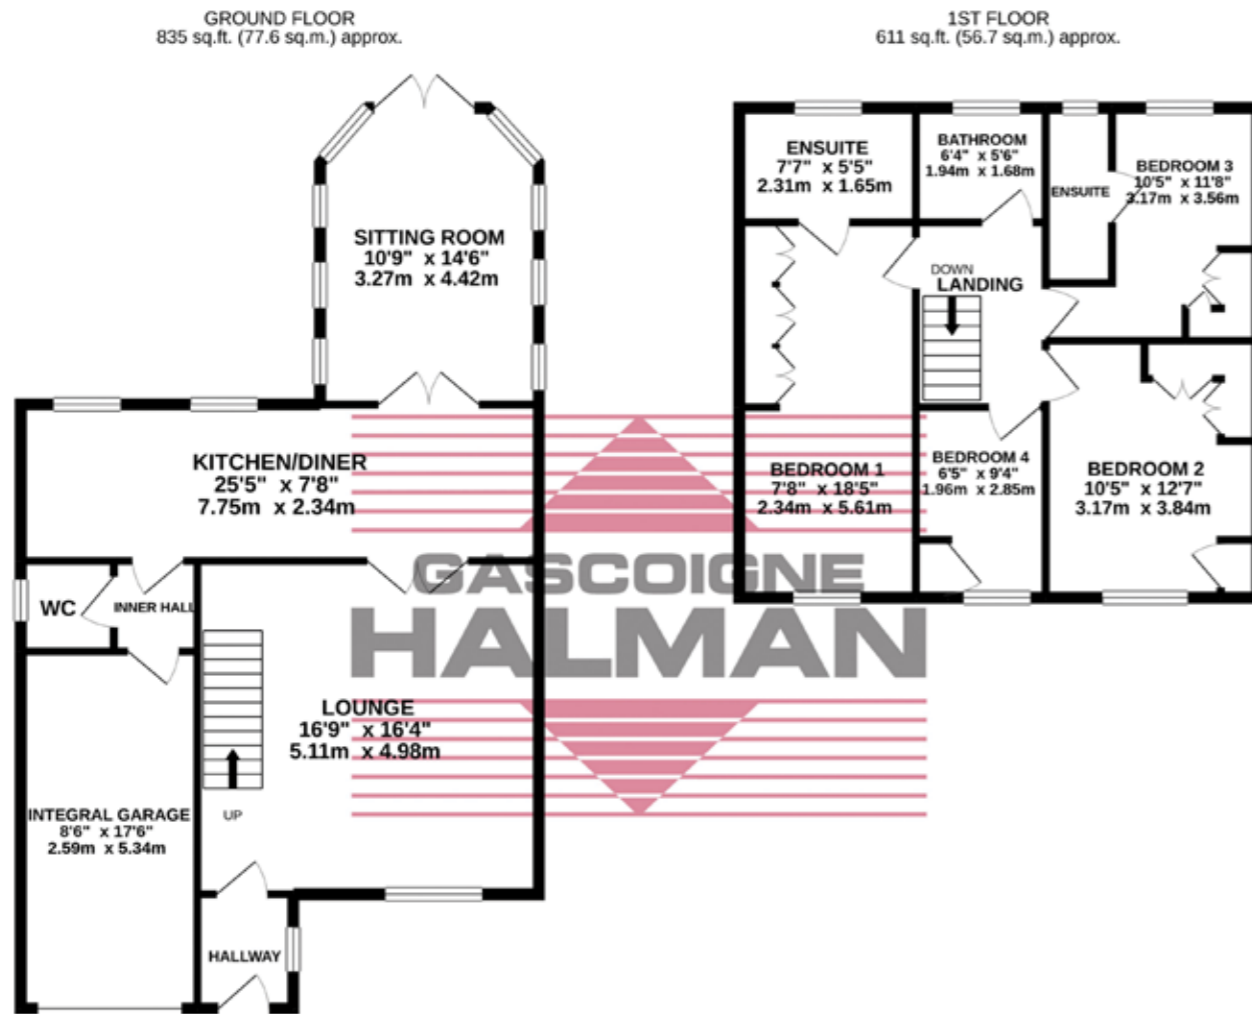 GROUND FLOOR
835 sq.ft. (77.6 sq.m.) approx.
SITTING ROOM
10'9" x 14'6"
3.27m x 4.42m
KITCHEN/DINER
25'5" x 7'8"
7.75m x 2.34m
WC
INNER HALL
LOUNGE
16'9" x 16'4"
5.11m x 4.98m
UP
INTEGRAL GARAGE
8'6" x 17'6"
2.59m x 5.34m
HALLWAY
1ST FLOOR
611 sq.ft. (56.7 sq.m.) approx.
ENSUITE
7'7" x 5'5"
2.31m x 1.65m
BATHROOM
6'4" x 5'6"
1.94m x 1.68m
ENSUITE
BEDROOM 3
10'5" x 11'8"
3.17m x 3.56m
DOWN
LANDING
BEDROOM 1
7'8" x 18'5"
2.34m x 5.61m
BEDROOM 4
6'5" x 9'4"
1.96m x 2.85m
BEDROOM 2
10'5" x 12'7"
3.17m x 3.84m
GASCOIGNE
HALMAN